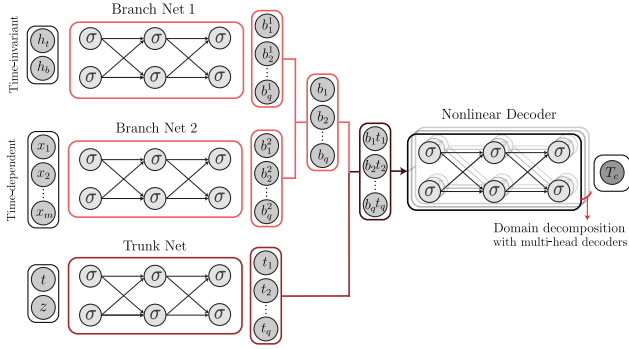 Branch Net 1
Time-invariant
h_t
h_b
σ σ σ
σ σ σ
b_1^1
b_2^1
b_q^1
b_1
b_2
b_q
Branch Net 2
Time-dependent
x_1
x_2
x_m
σ σ σ
σ σ σ
b_1^2
b_2^2
b_q^2
Trunk Net
t
z
σ σ σ
σ σ σ
t_1
t_2
t_q
b_1t_1
b_2t_2
b_qt_q
Nonlinear Decoder
σ σ σ
σ σ σ
T_c
Domain decomposition
with multi-head decoders